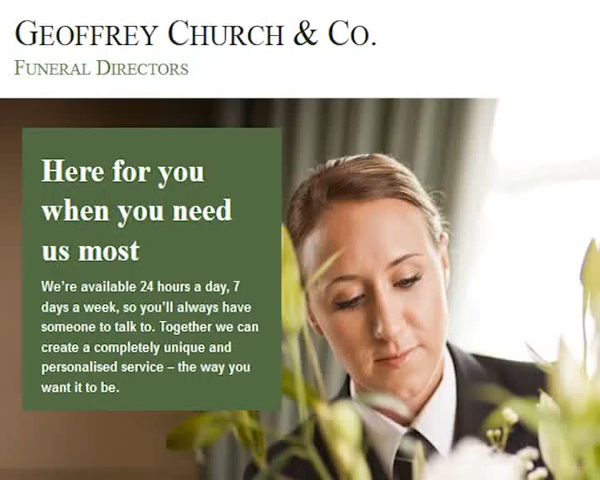 GEOFFREY CHURCH & CO.
FUNERAL DIRECTORS
Here for you
when you need
us most
We're available 24 hours a day, 7
days a week, so you'll always have
someone to talk to. Together we can
create a completely unique and
personalised service – the way you
want it to be.